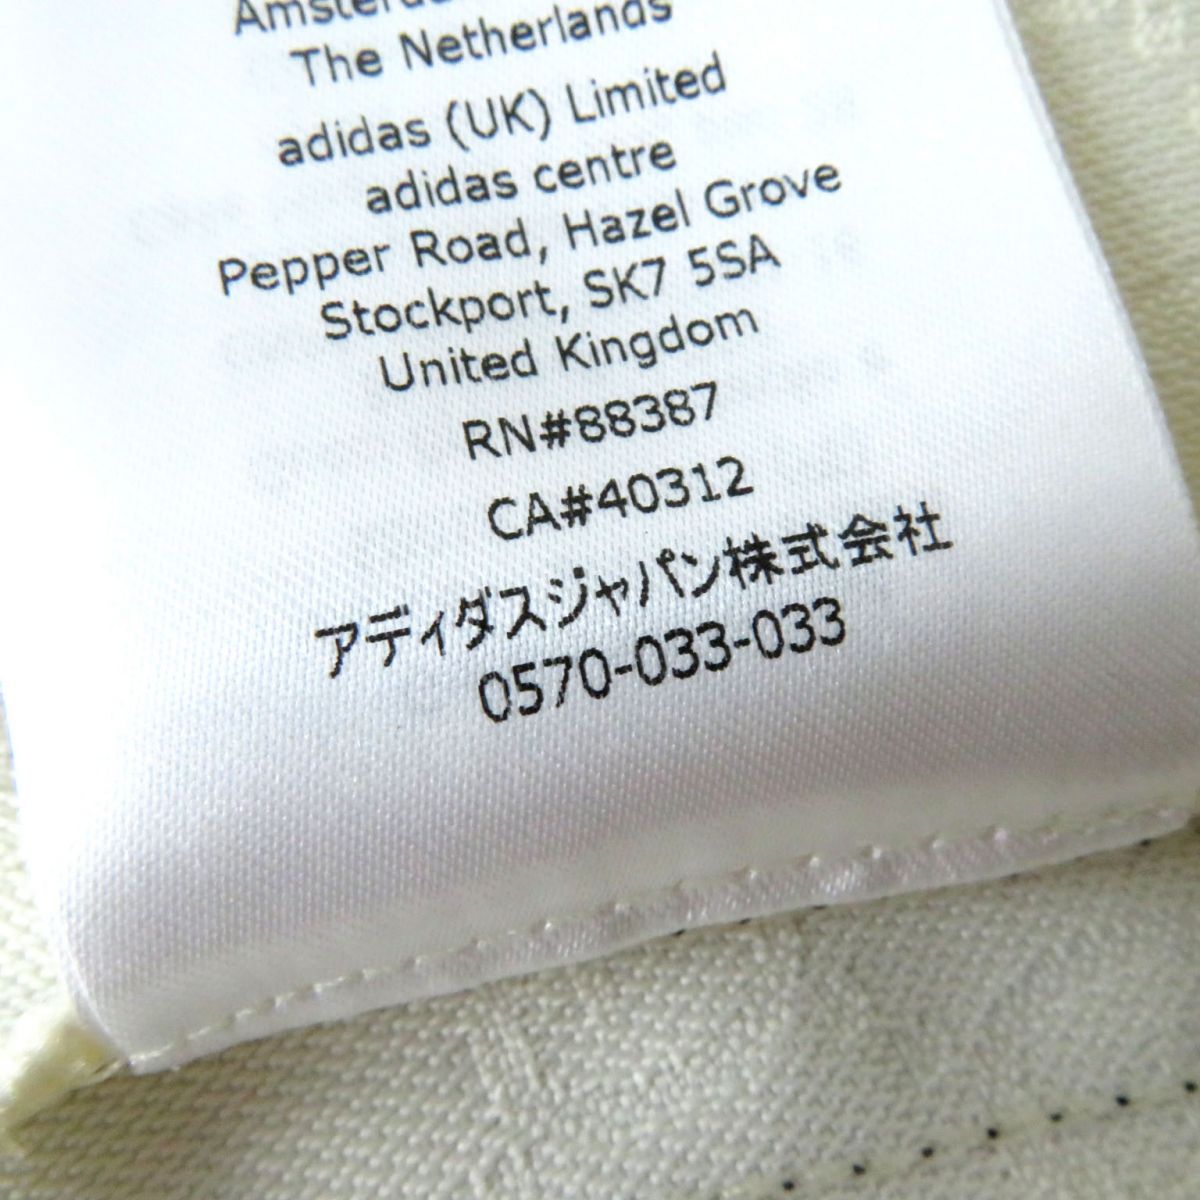 The Netherlands
adidas (UK) Limited
adidas centre
Pepper Road, Hazel Grove
Stockport, SK7 5SA
United Kingdom
RN#88387
CA#40312
アディダスジャパン株式会社
0570-033-033